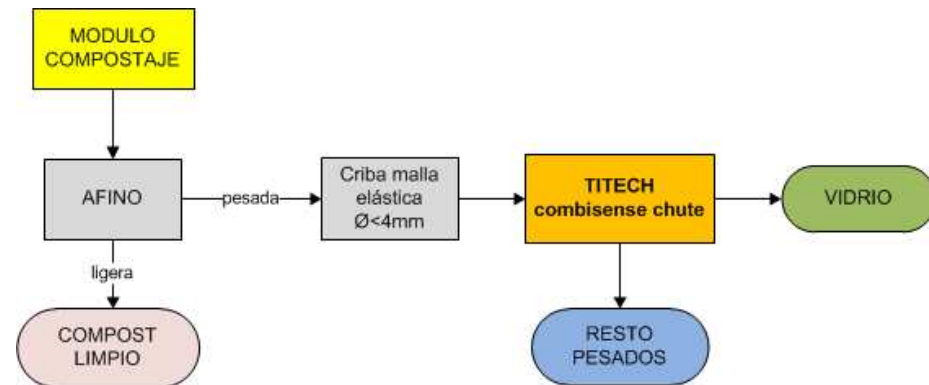 MODULO
COMPOSTAJE
AFINO
pesada
Criba malla
elástica
Ø<4mm
TITECH
combisense chute
VIDRIO
ligera
COMPOST
LIMPIO
RESTO
PESADOS